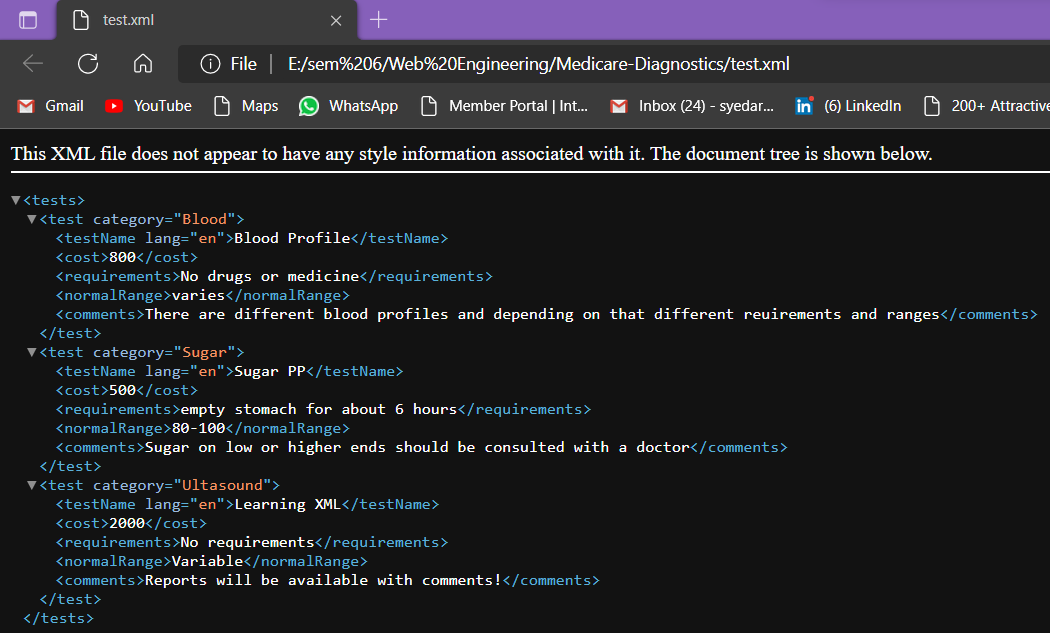 test.xml
File | E:/sem%206/Web%20Engineering/Medicare-Diagnostics/test.xml
Gmail YouTube Maps WhatsApp Member Portal | Int... Inbox (24) - syedar... (6) LinkedIn 200+ Attractive
This XML file does not appear to have any style information associated with it. The document tree is shown below.
▼<tests>
▼<test category="Blood">
<testName lang="en">Blood Profile</testName>
<cost>800</cost>
<requirements>No drugs or medicine</requirements>
<normalRange>varies</normalRange>
<comments>There are different blood profiles and depending on that different reuirements and ranges</comments>
</test>
▼<test category="Sugar">
<testName lang="en">Sugar PP</testName>
<cost>500</cost>
<requirements>empty stomach for about 6 hours</requirements>
<normalRange>80-100</normalRange>
<comments>Sugar on low or higher ends should be consulted with a doctor</comments>
</test>
▼<test category="Ultasound">
<testName lang="en">Learning XML</testName>
<cost>2000</cost>
<requirements>No requirements</requirements>
<normalRange>Variable</normalRange>
<comments>Reports will be available with comments!</comments>
</test>
</tests>